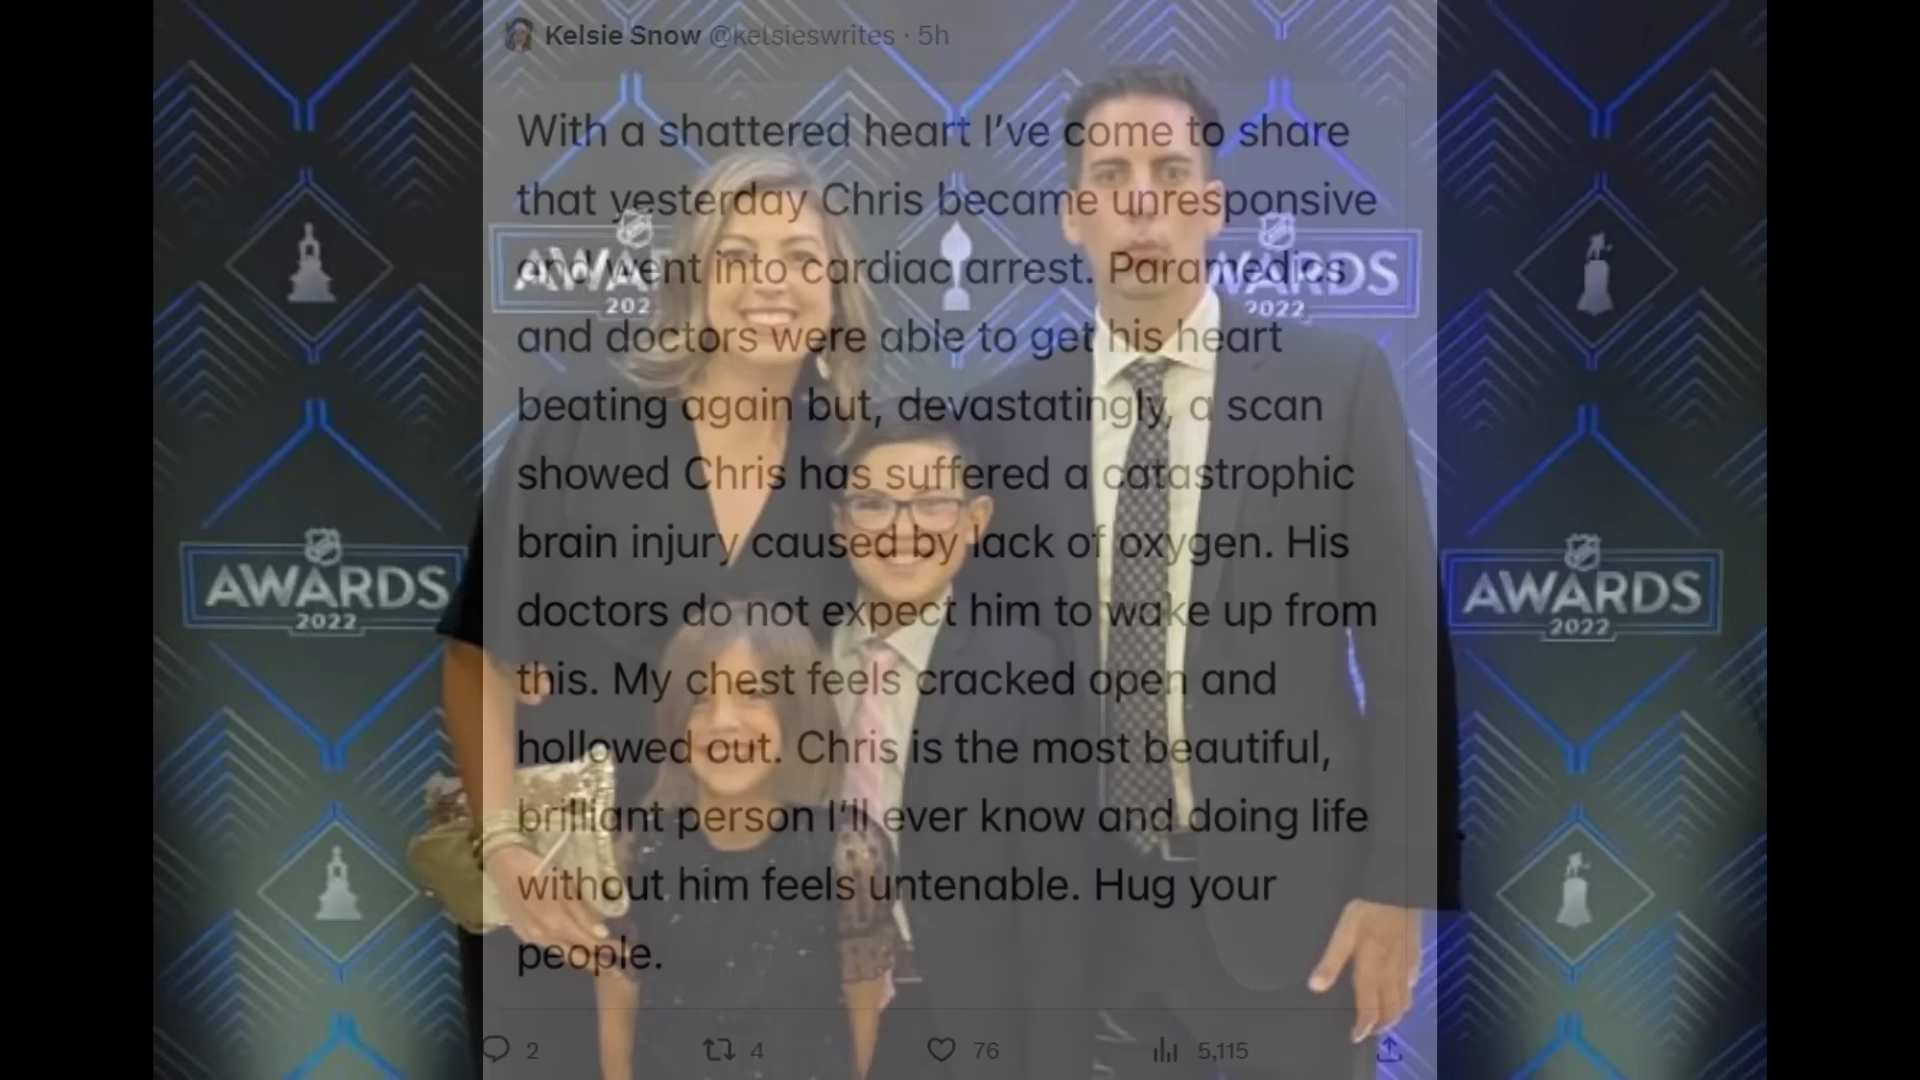 Kelsie Snow @kelsieswrites · 5h
With a shattered heart I've come to share
that yesterday Chris became unresponsive
and went into cardiac arrest. Paramedics
and doctors were able to get his heart
beating again but, devastatingly, a scan
showed Chris has suffered a catastrophic
brain injury caused by lack of oxygen. His
doctors do not expect him to wake up from
this. My chest feels cracked open and
hollowed out. Chris is the most beautiful,
brilliant person I'll ever know and doing life
without him feels untenable. Hug your
people.
2 4 76 5,115
AWA
202
AWARDS
2022
AWARDS
2022
AWARDS
2022